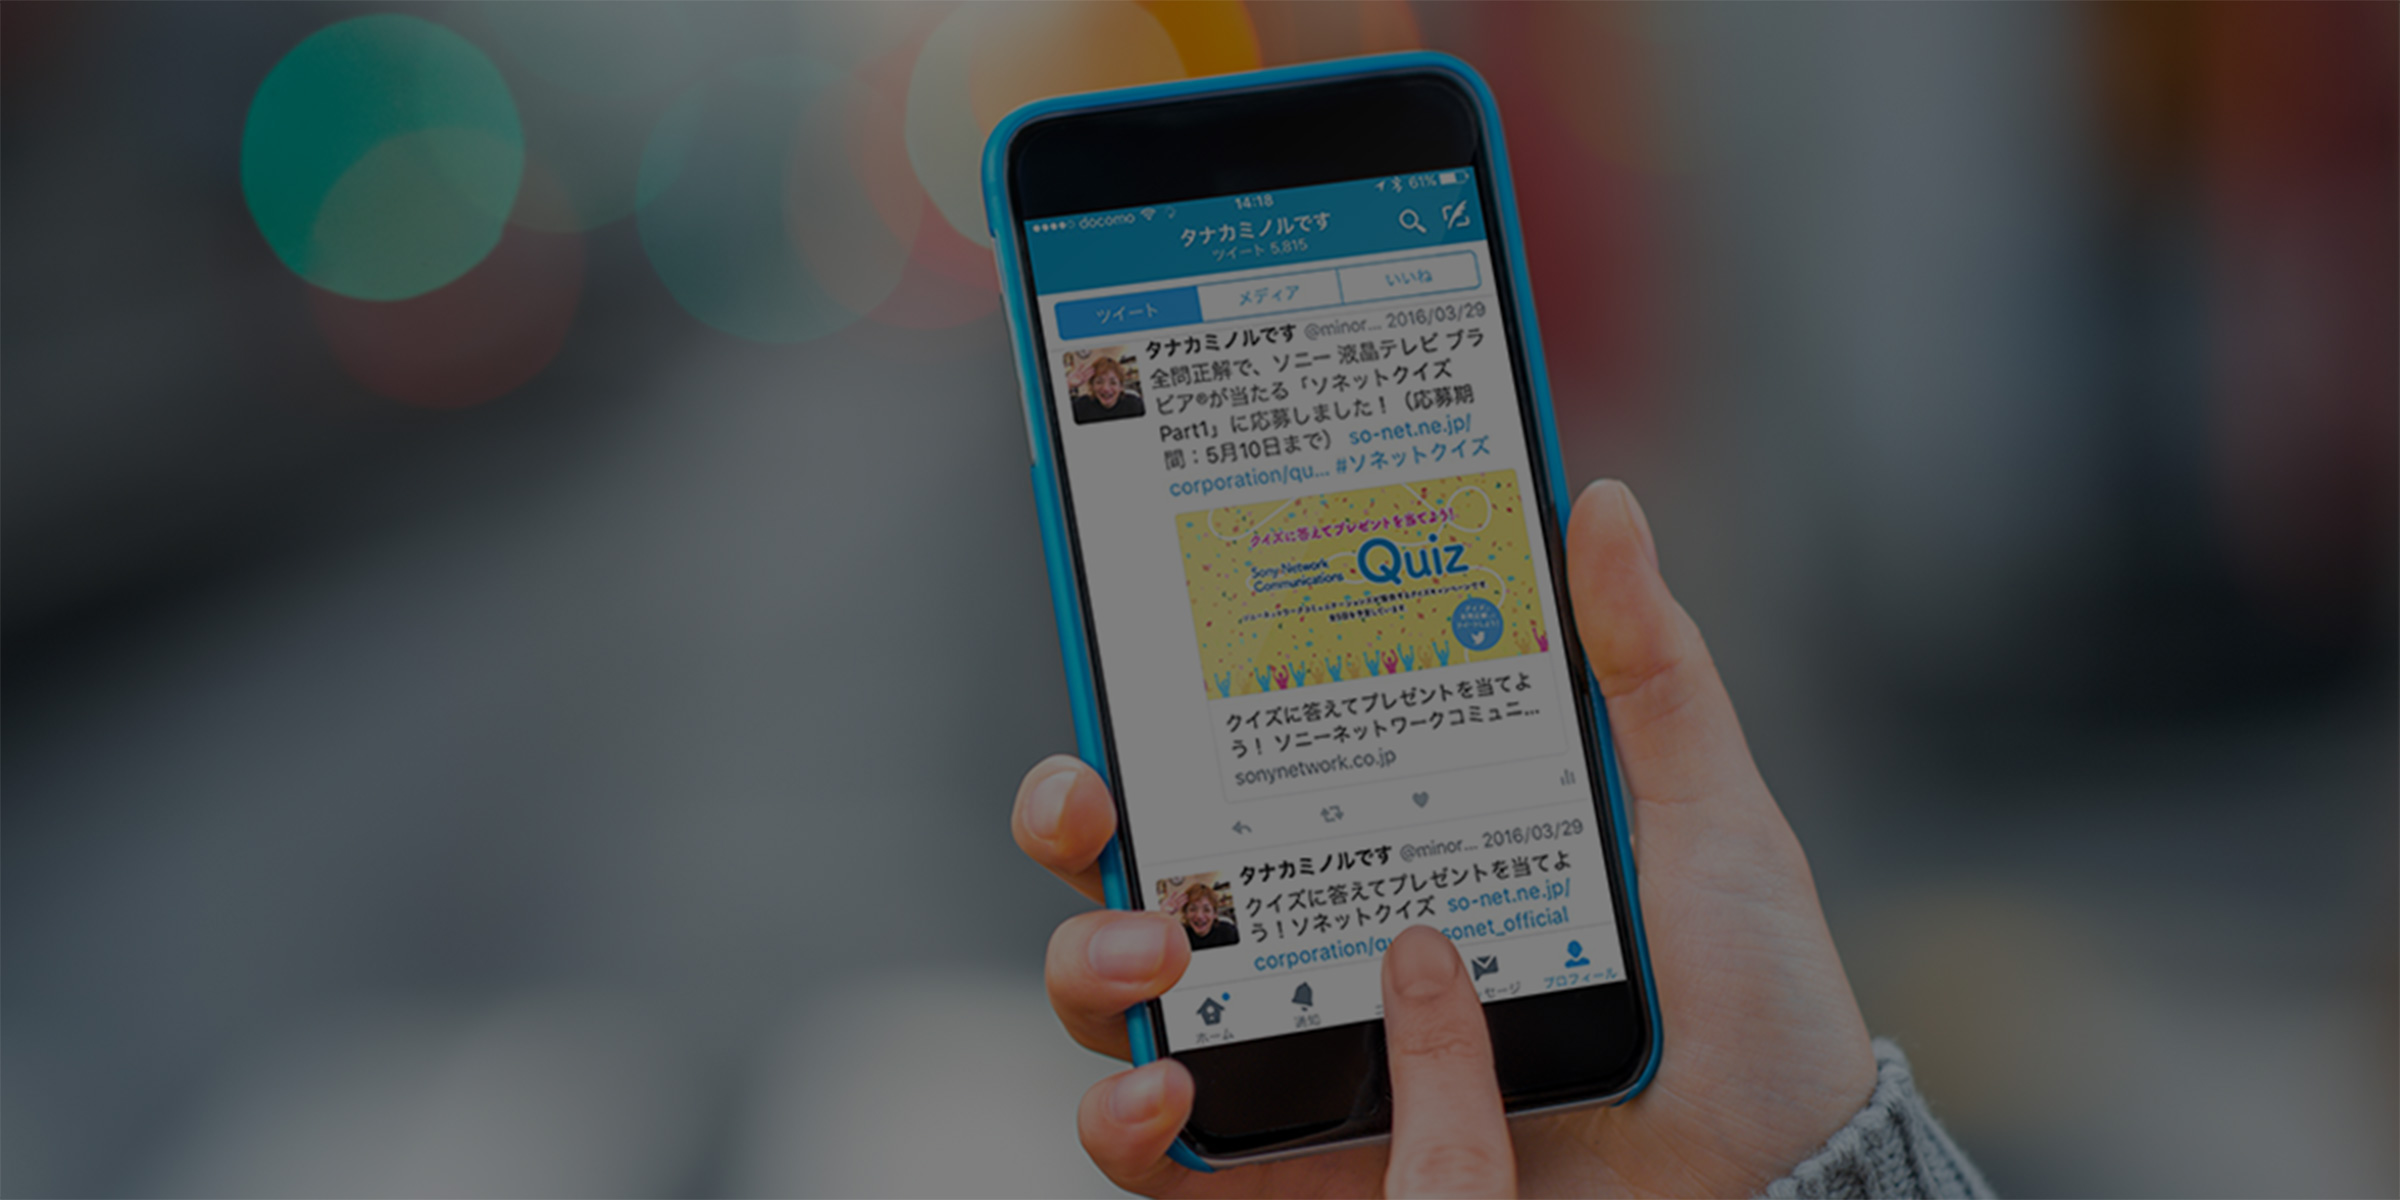 docomo 14:18 61%
タナカミノルです
ツイート 5,815
ツイート メディア いいね
タナカミノルです @minor... 2016/03/29
全問正解で、ソニー 液晶テレビ ブラ
ビア®が当たる「ソネットクイズ
Part1」に応募しました！（応募期
間：5月10日まで） so-net.ne.jp/
corporation/qu... #ソネットクイズ
クイズに答えてプレゼントを当てよう！
Sony Network
Communications Quiz
クイズに答えてプレゼントを当てよ
う！ ソニーネットワークコミュニ...
sonynetwork.co.jp
タナカミノルです @minor... 2016/03/29
クイズに答えてプレゼントを当てよ
う！ソネットクイズ so-net.ne.jp/
corporation/qu sonet_official
ホーム 通知 ニ ッセージ プロフィール